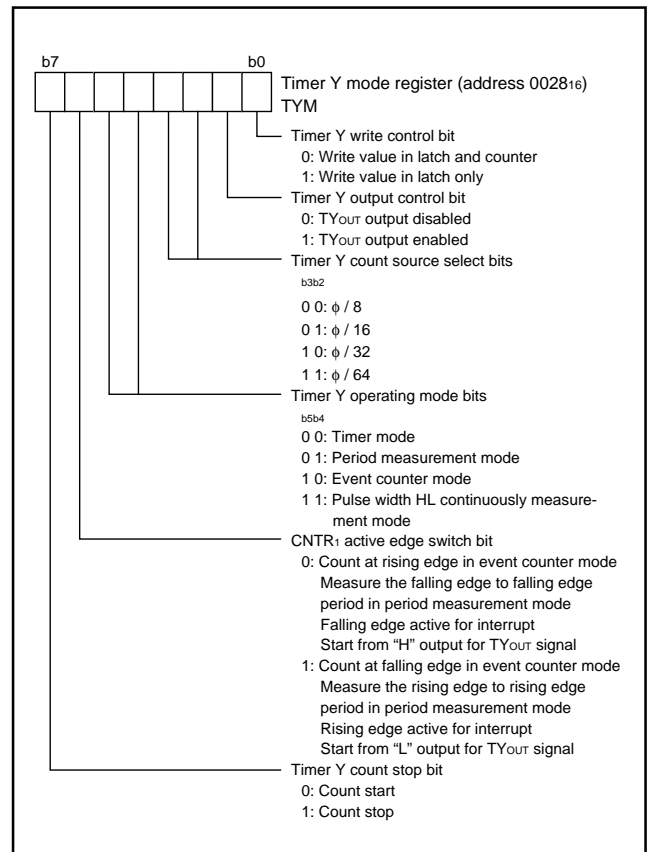 b7 b0
Timer Y mode register (address 0028₁₆)
TYM
Timer Y write control bit
0: Write value in latch and counter
1: Write value in latch only
Timer Y output control bit
0: TYOUT output disabled
1: TYOUT output enabled
Timer Y count source select bits
b3b2
0 0: ϕ / 8
0 1: ϕ / 16
1 0: ϕ / 32
1 1: ϕ / 64
Timer Y operating mode bits
b5b4
0 0: Timer mode
0 1: Period measurement mode
1 0: Event counter mode
1 1: Pulse width HL continuously measure-
ment mode
CNTR₁ active edge switch bit
0: Count at rising edge in event counter mode
Measure the falling edge to falling edge
period in period measurement mode
Falling edge active for interrupt
Start from “H” output for TYOUT signal
1: Count at falling edge in event counter mode
Measure the rising edge to rising edge
period in period measurement mode
Rising edge active for interrupt
Start from “L” output for TYOUT signal
Timer Y count stop bit
0: Count start
1: Count stop